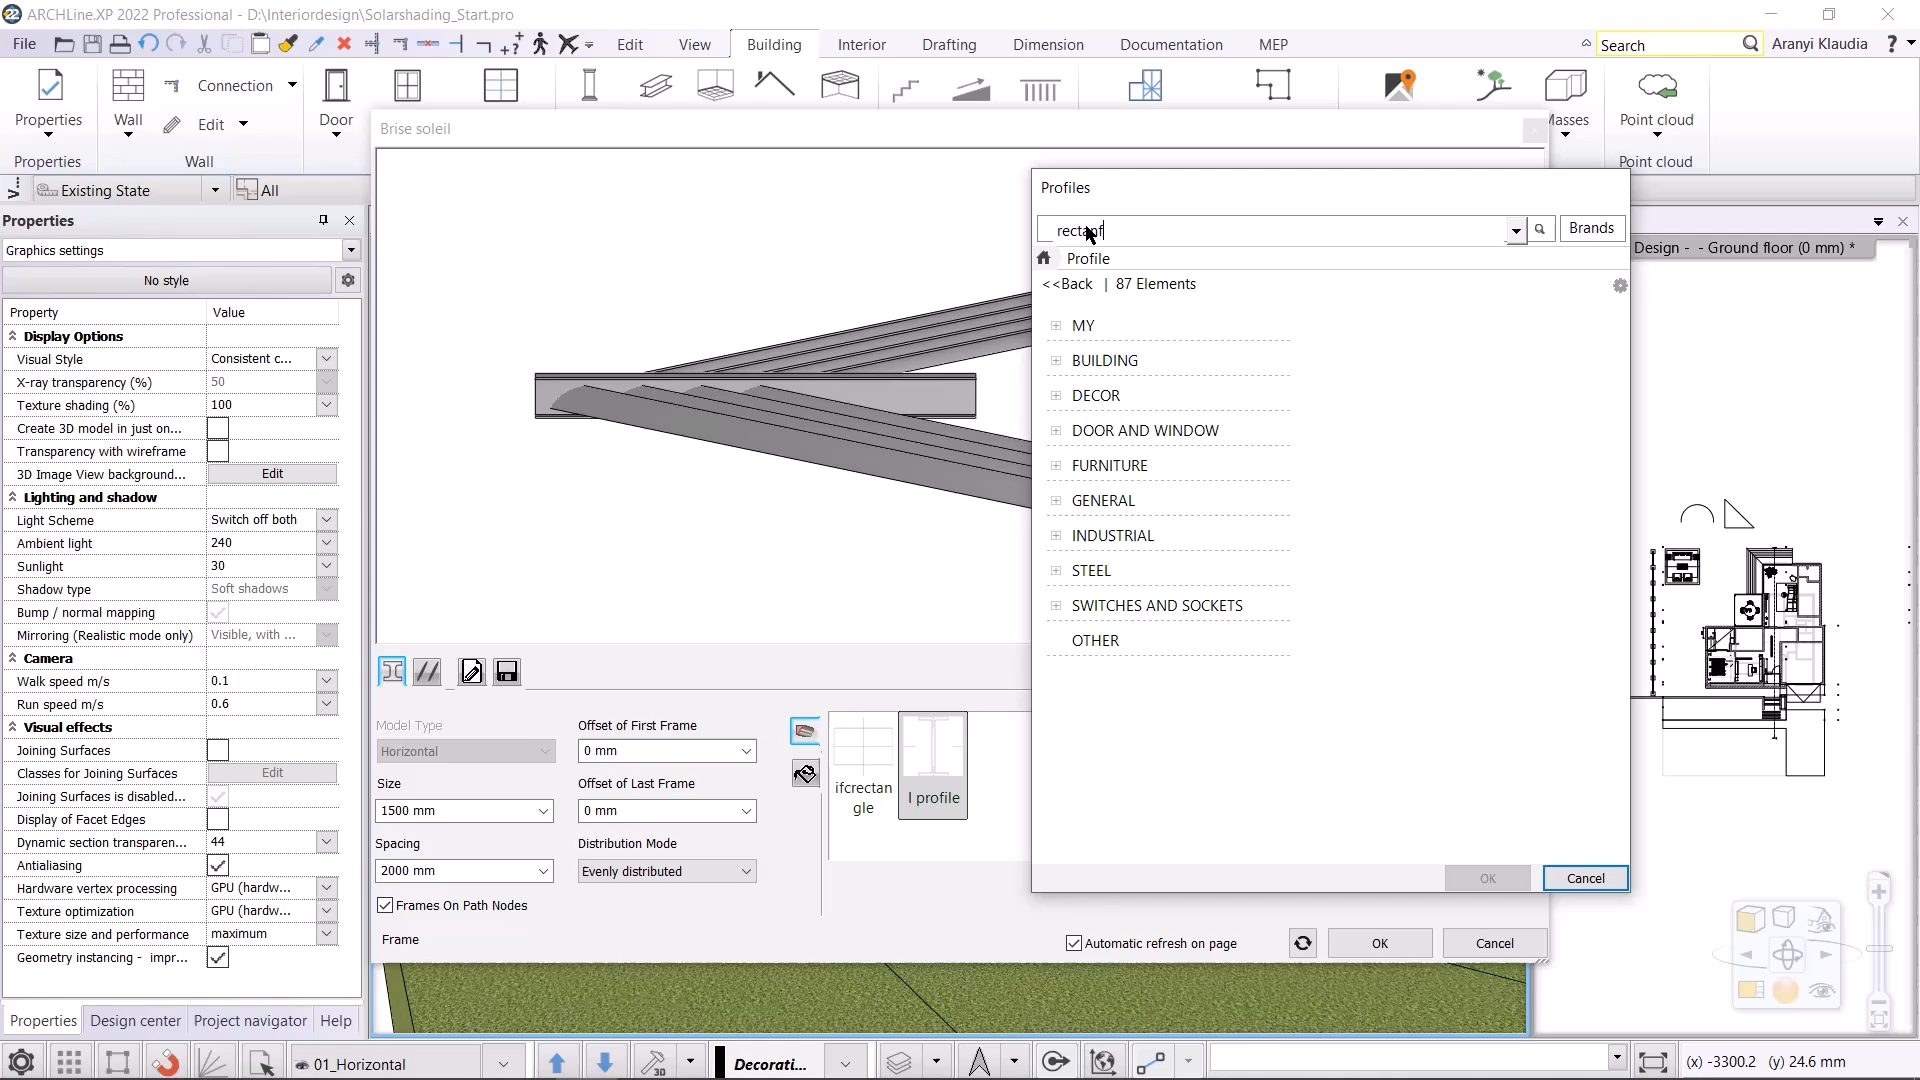 ARCHLine.XP 2022 Professional - D:\Interiordesign\Solarshading_Start.pro
File
Edit View Building Interior Drafting Dimension Documentation MEP
Search
Aranyi Klaudia ?
Properties
Wall
Connection
Edit
Door
Masses
Point cloud
Properties
Wall
Point cloud
Existing State
All
Brise soleil
Design - - Ground floor (0 mm) *
Properties
Graphics settings
No style
Property Value
Display Options
Visual Style Consistent c...
X-ray transparency (%) 50
Texture shading (%) 100
Create 3D model in just on...
Transparency with wireframe
3D Image View background... Edit
Lighting and shadow
Light Scheme Switch off both
Ambient light 240
Sunlight 30
Shadow type Soft shadows
Bump / normal mapping
Mirroring (Realistic mode only) Visible, with ...
Camera
Walk speed m/s 0.1
Run speed m/s 0.6
Visual effects
Joining Surfaces
Classes for Joining Surfaces Edit
Joining Surfaces is disabled...
Display of Facet Edges
Dynamic section transparen... 44
Antialiasing
Hardware vertex processing GPU (hardw...
Texture optimization GPU (hardw...
Texture size and performance maximum
Geometry instancing - impr...
Properties Design center Project navigator Help
Profiles
rectanf
Brands
Profile
<<Back | 87 Elements
MY
BUILDING
DECOR
DOOR AND WINDOW
FURNITURE
GENERAL
INDUSTRIAL
STEEL
SWITCHES AND SOCKETS
OTHER
OK Cancel
Model Type
Horizontal
Size
1500 mm
Spacing
2000 mm
Frames On Path Nodes
Frame
Offset of First Frame
0 mm
Offset of Last Frame
0 mm
Distribution Mode
Evenly distributed
ifcrectan
gle
I profile
Automatic refresh on page
OK
Cancel
01_Horizontal
3D
Decorati...
(x) -3300.2 (y) 24.6 mm